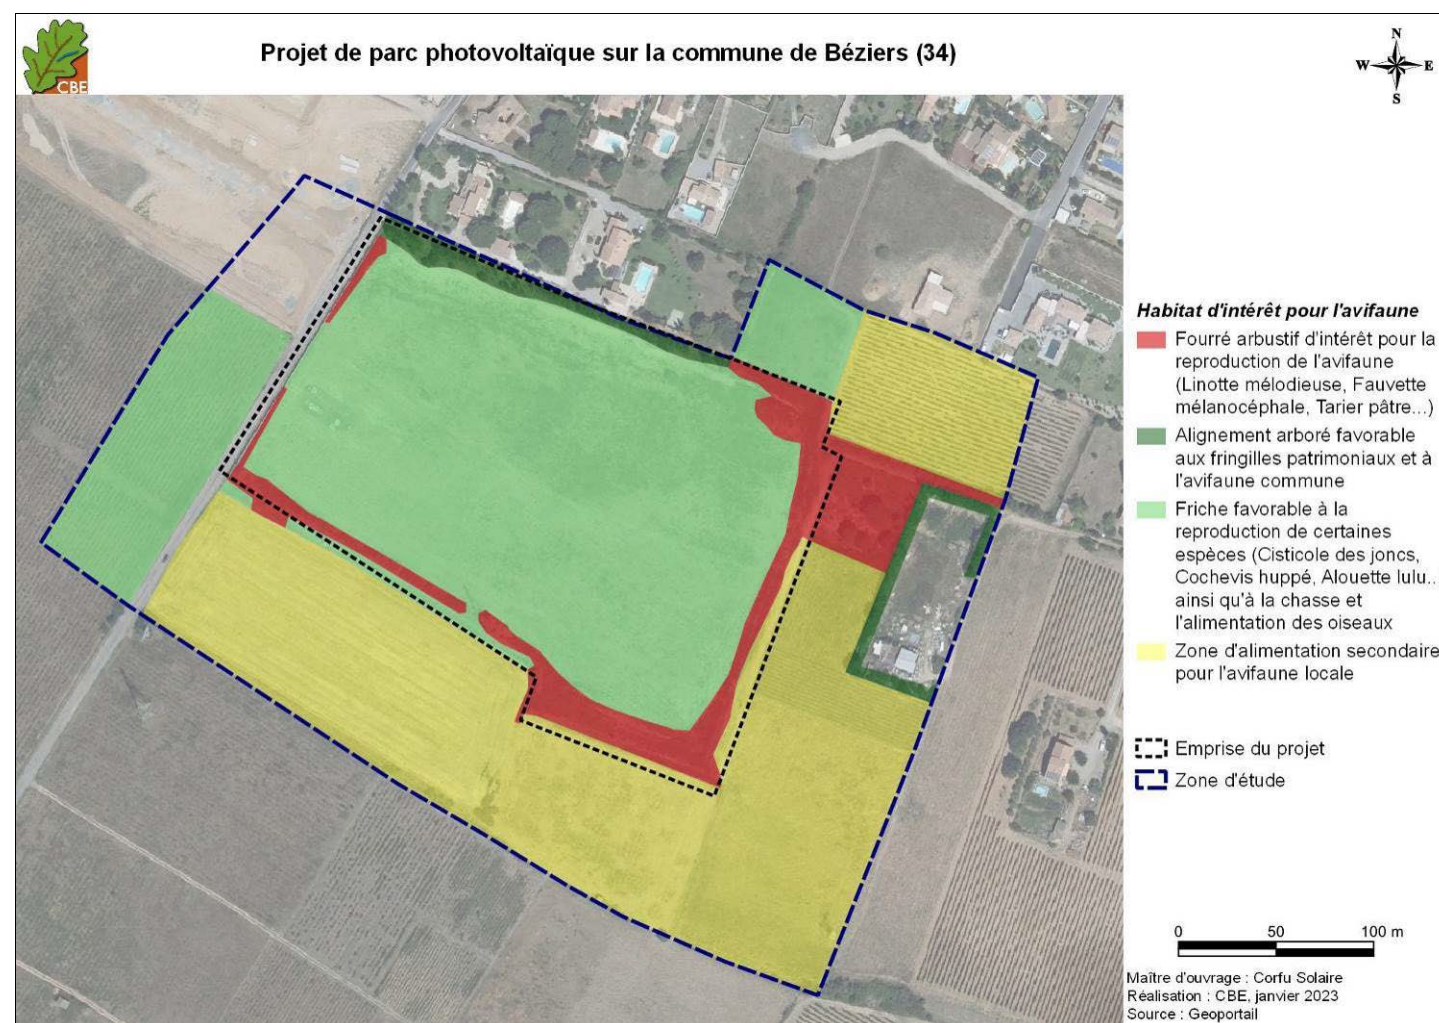 CBE
Projet de parc photovoltaïque sur la commune de Béziers (34)
N
W E
S
Habitat d'intérêt pour l'avifaune
Fourré arbustif d'intérêt pour la
reproduction de l'avifaune
(Linotte mélodieuse, Fauvette
mélanocéphale, Tarier pâtre...)
Alignement arboré favorable
aux fringilles patrimoniaux et à
l'avifaune commune
Friche favorable à la
reproduction de certaines
espèces (Cisticole des joncs,
Cochevis huppé, Alouette lulu..
ainsi qu'à la chasse et
l'alimentation des oiseaux
Zone d'alimentation secondaire
pour l'avifaune locale
Emprise du projet
Zone d'étude
0 50 100 m
Maître d'ouvrage : Corfu Solaire
Réalisation : CBE, janvier 2023
Source : Geoportail